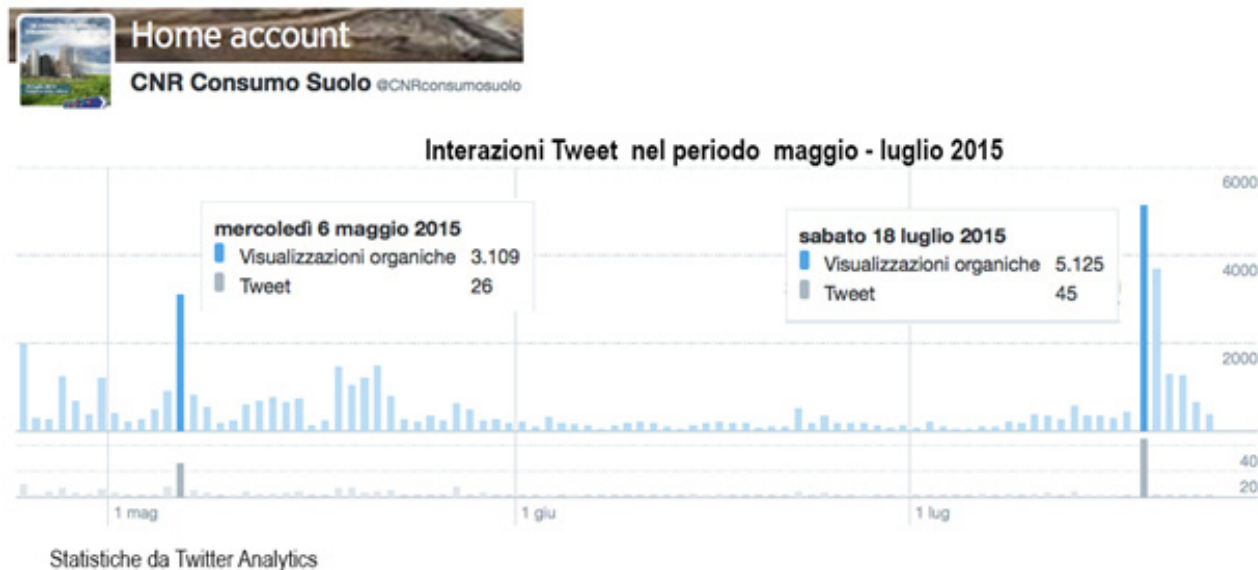 Home account
CNR Consumo Suolo @CNRconsumosuolo
Interazioni Tweet nel periodo maggio - luglio 2015
6000
mercoledì 6 maggio 2015
Visualizzazioni organiche 3.109
Tweet 26
sabato 18 luglio 2015
Visualizzazioni organiche 5.125
Tweet 45
4000
2000
40
20
1 mag
1 giu
1 lug
Statistiche da Twitter Analytics